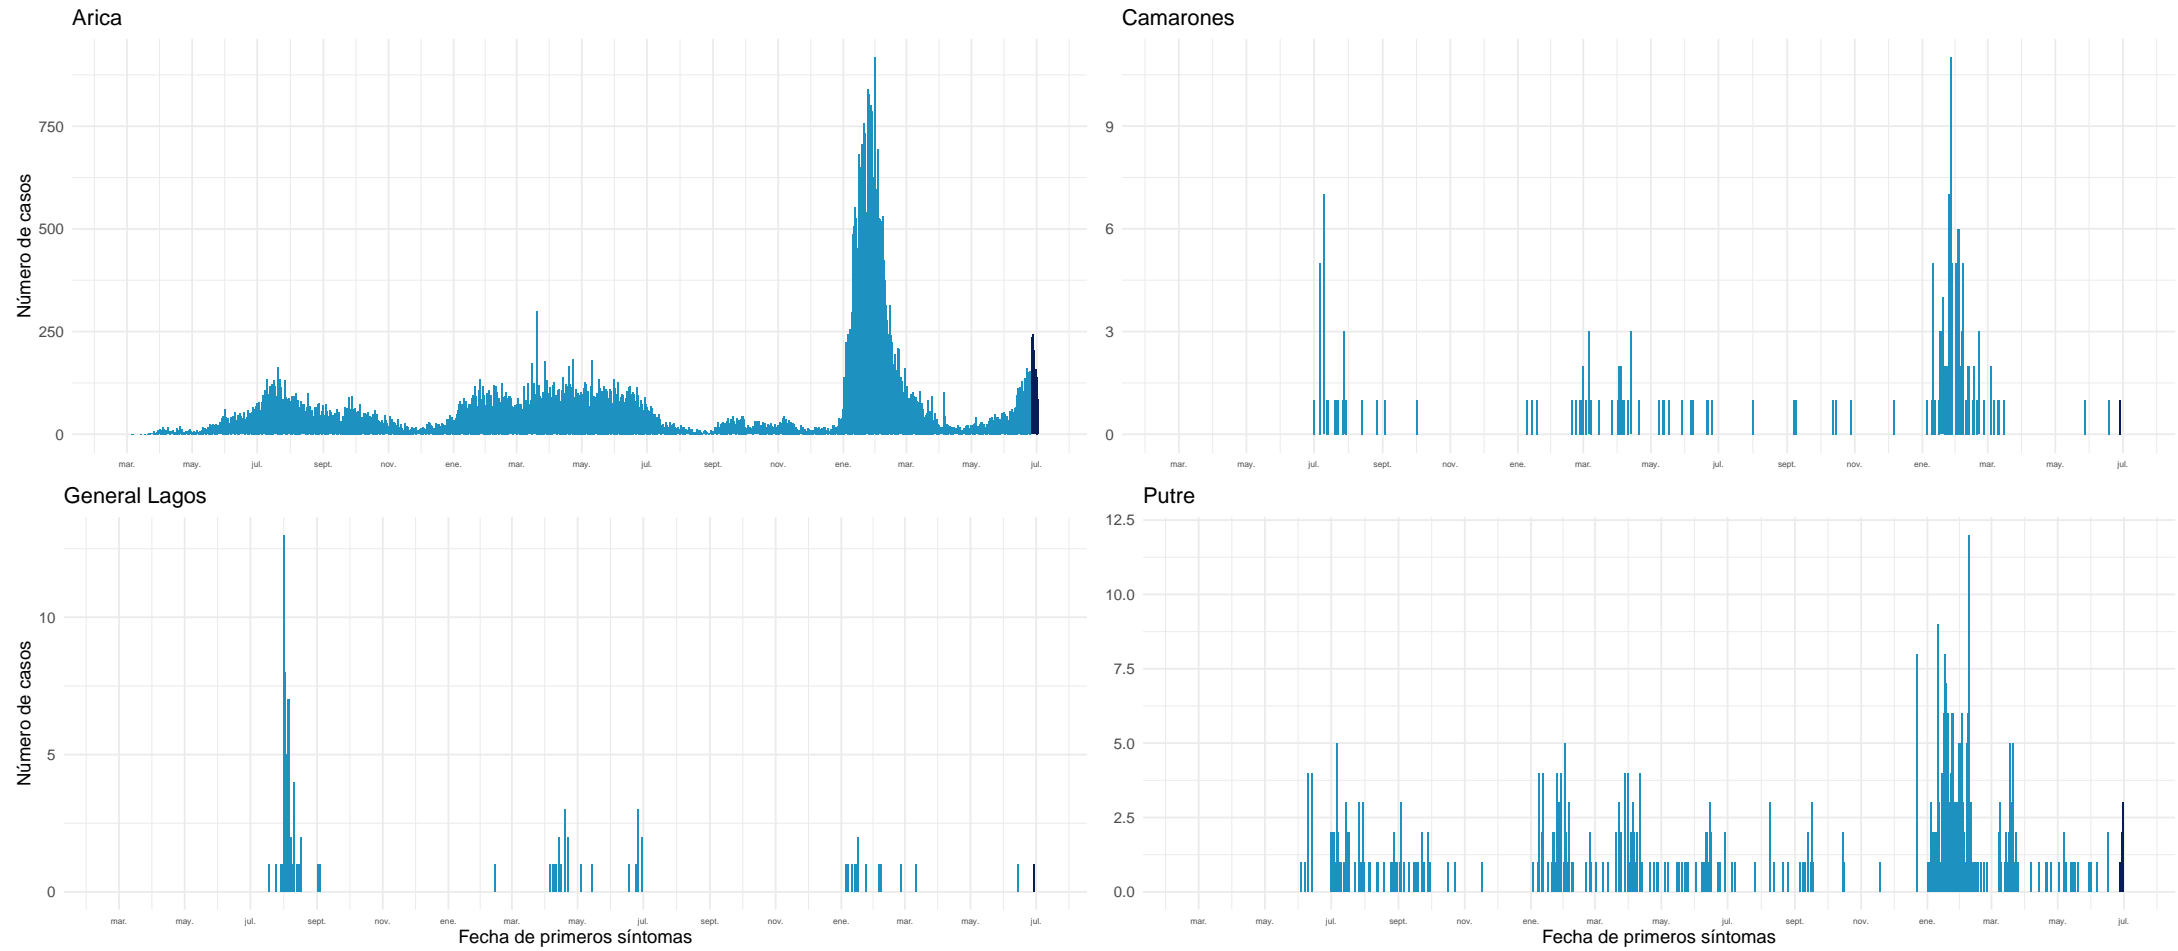 Arica
Número de casos
750
500
250
0
mar. may. jul. sept. nov. ene. mar. may. jul. sept. nov. ene. mar. may. jul.
Camarones
9
6
3
0
mar. may. jul. sept. nov. ene. mar. may. jul. sept. nov. ene. mar. may. jul.
General Lagos
Número de casos
10
5
0
mar. may. jul. sept. nov. ene. mar. may. jul. sept. nov. ene. mar. may. jul.
Fecha de primeros síntomas
Putre
12.5
10.0
7.5
5.0
2.5
0.0
mar. may. jul. sept. nov. ene. mar. may. jul. sept. nov. ene. mar. may. jul.
Fecha de primeros síntomas